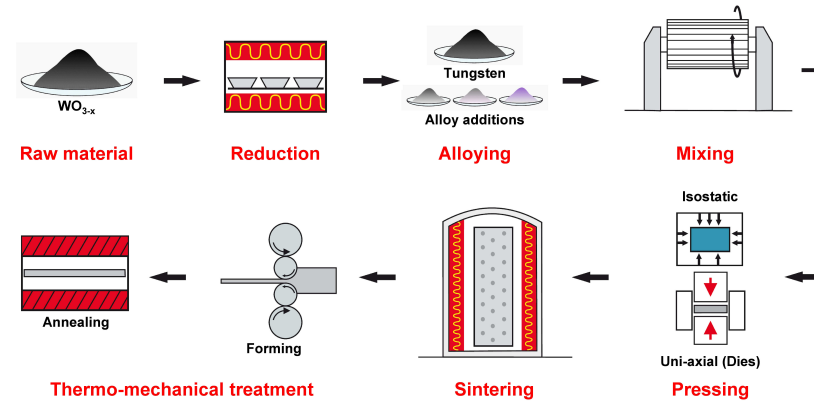 WO3-x
Tungsten
Alloy additions
Raw material
Reduction
Alloying
Mixing
Isostatic
Annealing
Forming
Uni-axial (Dies)
Thermo-mechanical treatment
Sintering
Pressing